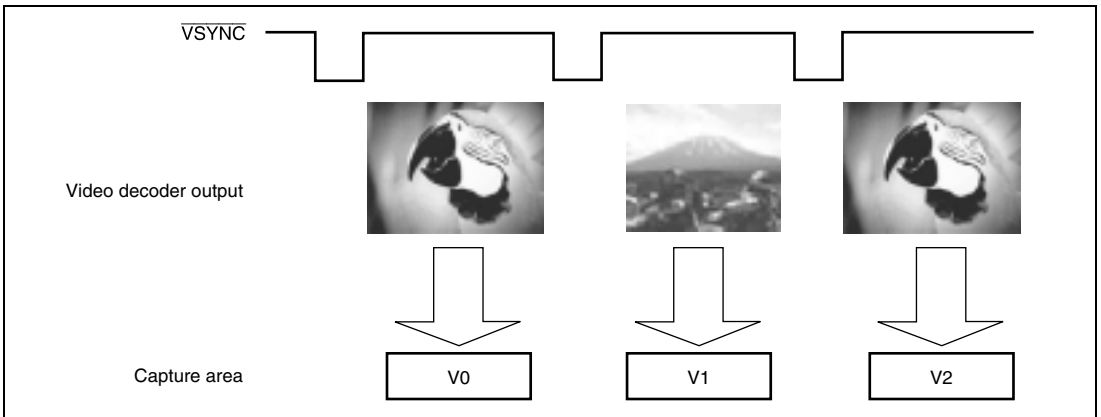 VSYNC
Video decoder output
Capture area
V0
V1
V2